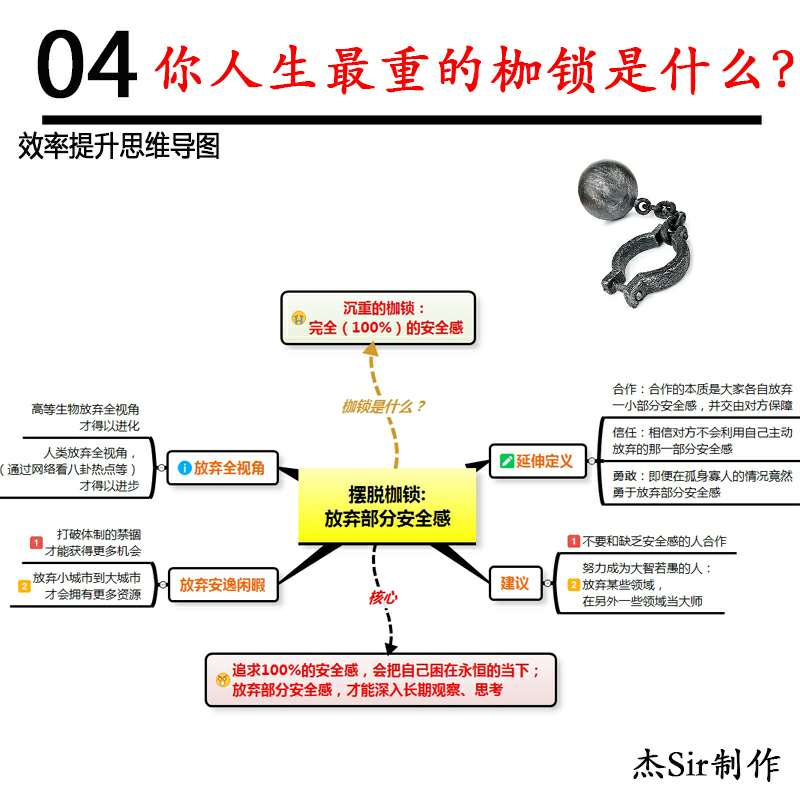 04 你人生最重的枷锁是什么?
效率提升思维导图
沉重的枷锁：
完全（100%）的安全感
枷锁是什么？
高等生物放弃全视角
才得以进化
人类放弃全视角，
（通过网络看八卦热点等）
才得以进步
放弃全视角
合作：合作的本质是大家各自放弃
一小部分安全感，并交由对方保障
信任：相信对方不会利用自己主动
放弃的那一部分安全感
勇敢：即便在孤身寡人的情况竟然
勇于放弃部分安全感
延伸定义
摆脱枷锁:
放弃部分安全感
1 打破体制的禁锢
才能获得更多机会
2 放弃小城市到大城市
才会拥有更多资源
放弃安逸闲暇
建议
1 不要和缺乏安全感的人合作
努力成为大智若愚的人：
2 放弃某些领域，
在另外一些领域当大师
核心
追求100%的安全感，会把自己困在永恒的当下；
放弃部分安全感，才能深入长期观察、思考
杰Sir制作